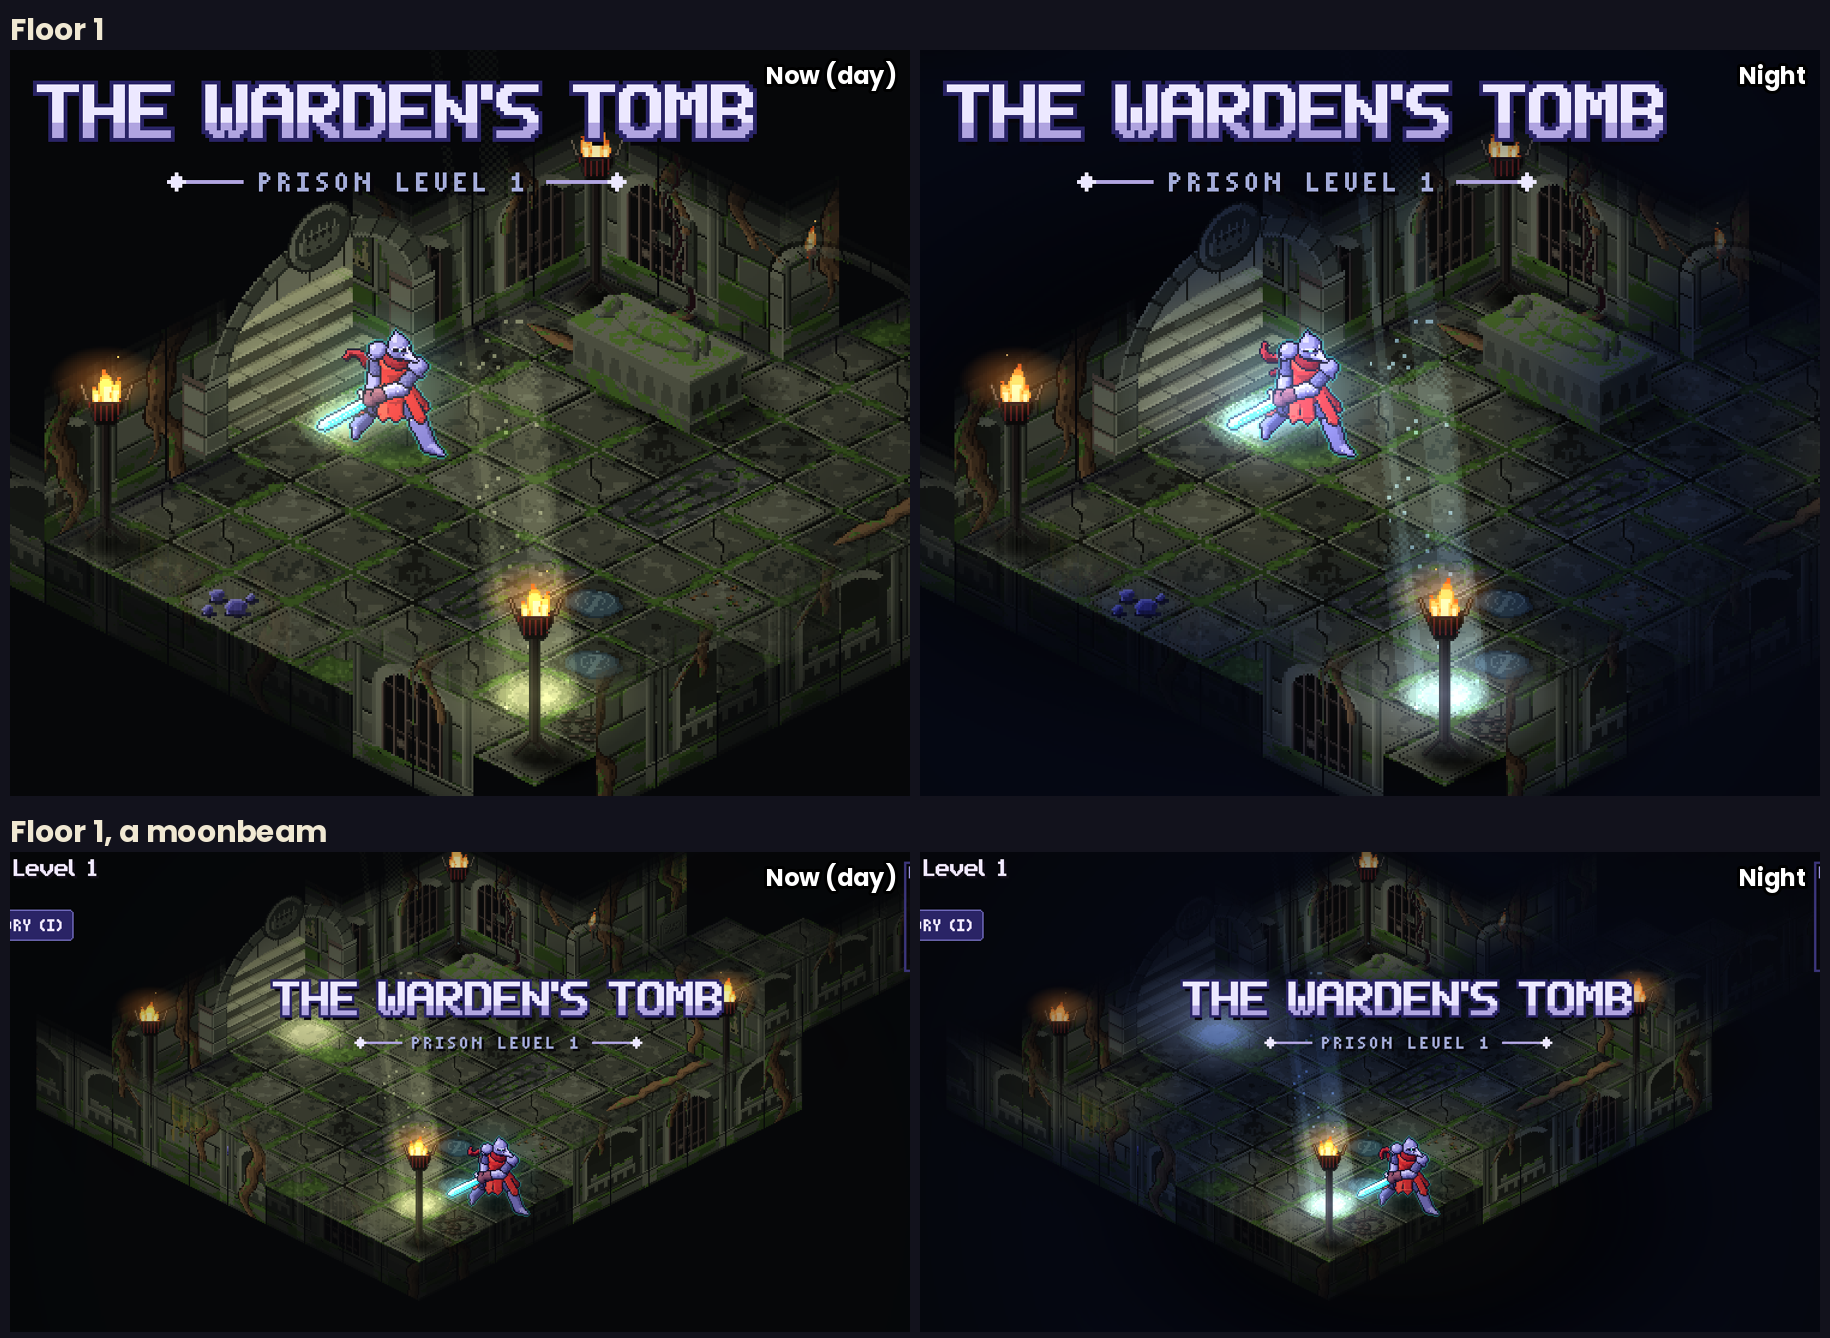 Floor 1
Now (day)
THE WARDEN'S TOMB
PRISON LEVEL 1
Night
THE WARDEN'S TOMB
PRISON LEVEL 1
Floor 1, a moonbeam
Level 1
Now (day)
RY (I)
THE WARDEN'S TOMB
PRISON LEVEL 1
Level 1
Night
RY (I)
THE WARDEN'S TOMB
PRISON LEVEL 1